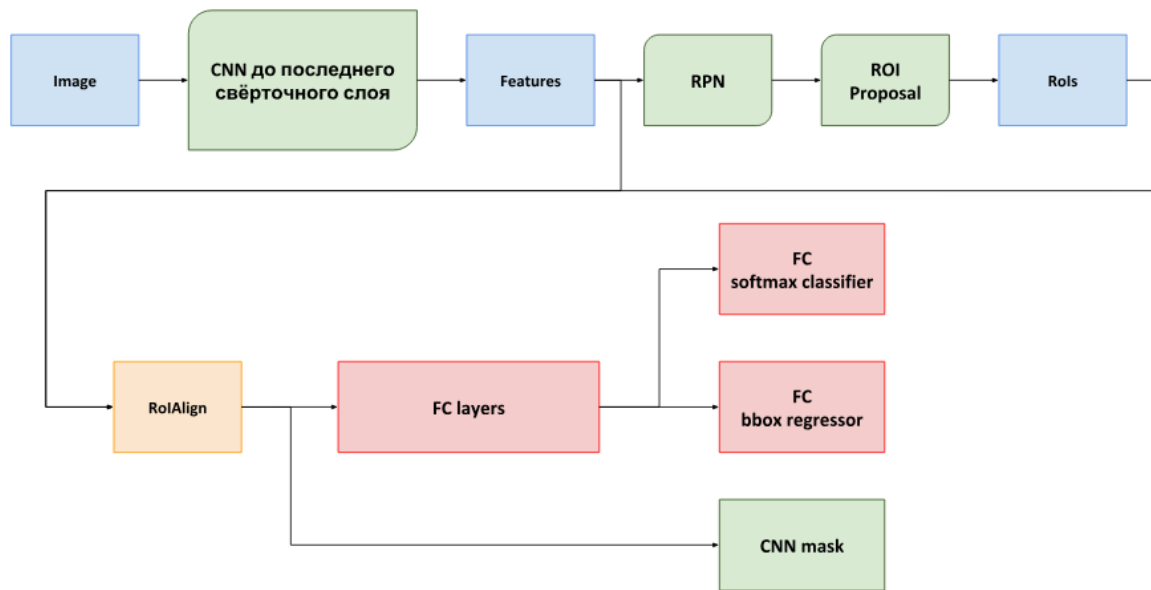 Image
CNN до последнего
свёрточного слоя
Features
RPN
ROI
Proposal
RoIs
FC
softmax classifier
RoIAlign
FC layers
FC
bbox regressor
CNN mask